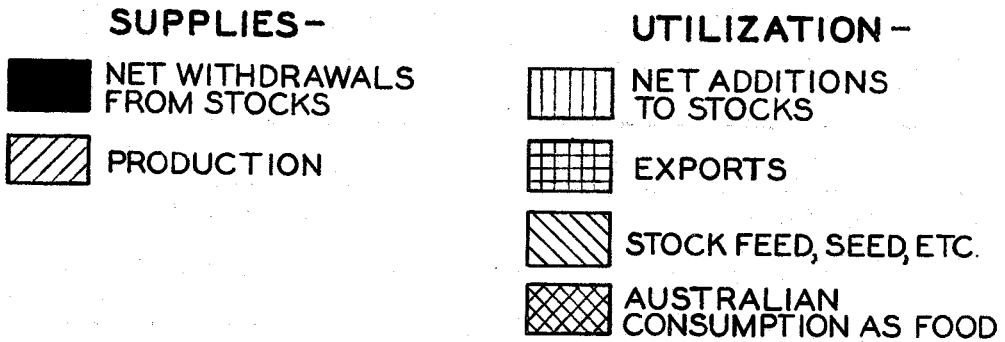 SUPPLIES-
NET WITHDRAWALS
FROM STOCKS
PRODUCTION
UTILIZATION-
NET ADDITIONS
TO STOCKS
EXPORTS
STOCK FEED, SEED, ETC.
AUSTRALIAN
CONSUMPTION AS FOOD